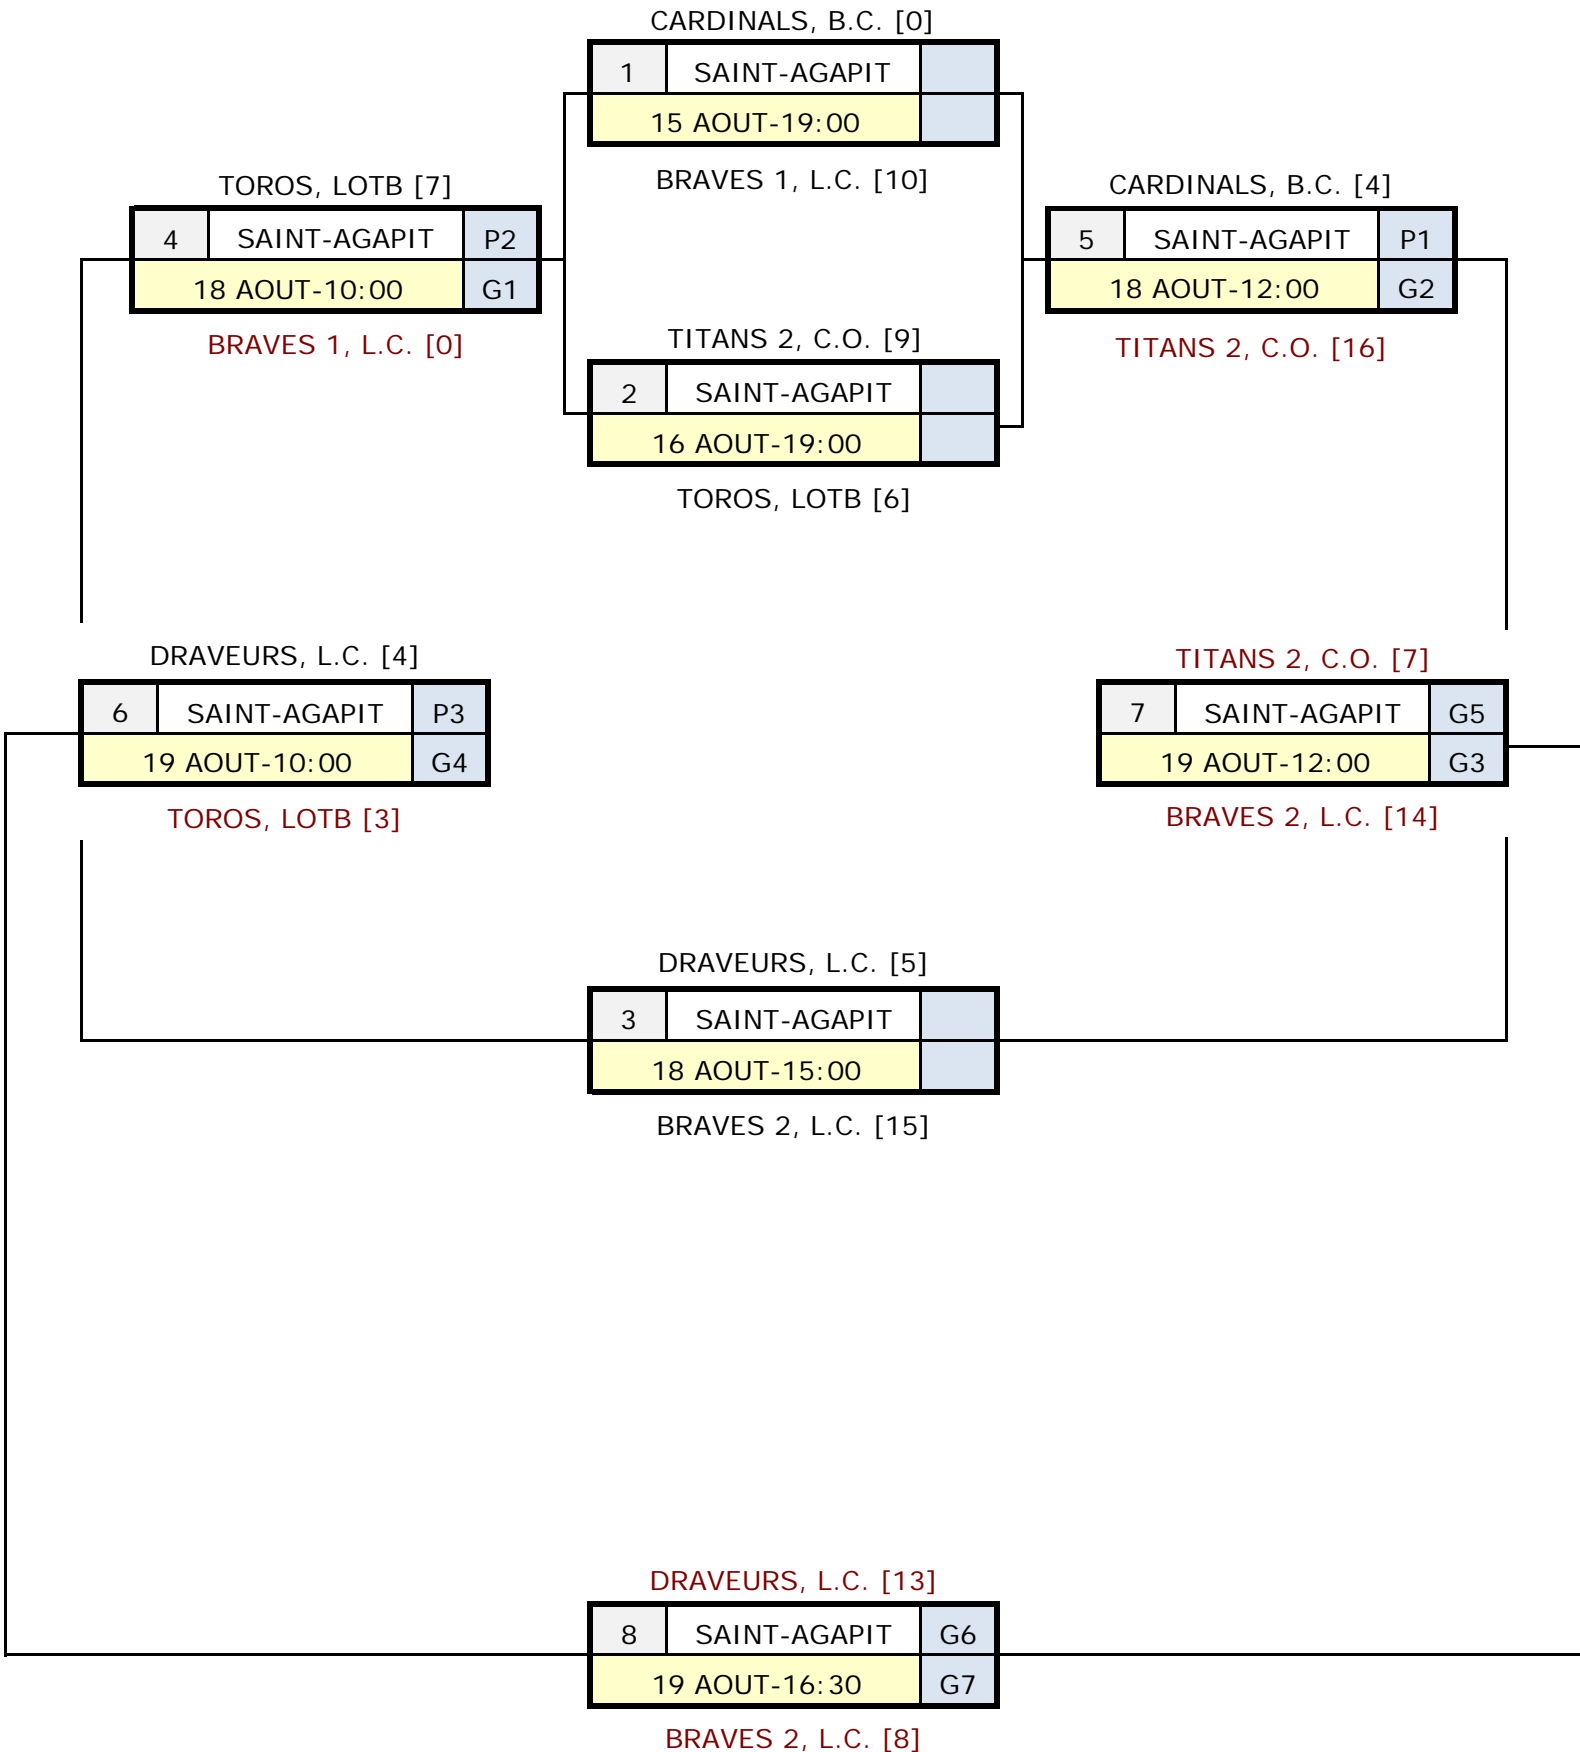 CARDINALS, B.C. [0]
1 SAINT-AGAPIT
15 AOUT-19:00
BRAVES 1, L.C. [10]
TOROS, LOTB [7]
4 SAINT-AGAPIT P2
18 AOUT-10:00 G1
BRAVES 1, L.C. [0]
CARDINALS, B.C. [4]
5 SAINT-AGAPIT P1
18 AOUT-12:00 G2
TITANS 2, C.O. [16]
TITANS 2, C.O. [9]
2 SAINT-AGAPIT
16 AOUT-19:00
TOROS, LOTB [6]
DRAVEURS, L.C. [4]
6 SAINT-AGAPIT P3
19 AOUT-10:00 G4
TOROS, LOTB [3]
TITANS 2, C.O. [7]
7 SAINT-AGAPIT G5
19 AOUT-12:00 G3
BRAVES 2, L.C. [14]
DRAVEURS, L.C. [5]
3 SAINT-AGAPIT
18 AOUT-15:00
BRAVES 2, L.C. [15]
DRAVEURS, L.C. [13]
8 SAINT-AGAPIT G6
19 AOUT-16:30 G7
BRAVES 2, L.C. [8]